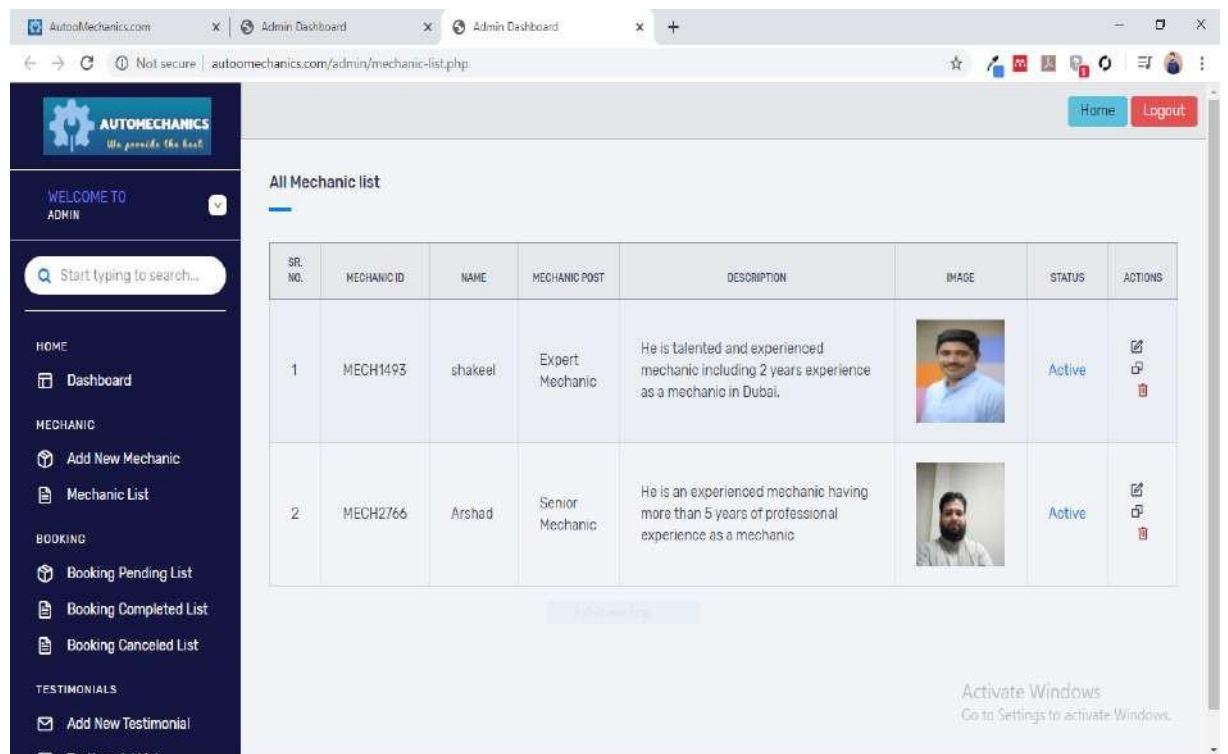 AutooMechanics.com
Admin Dashboard
Admin Dashboard
Not secure
autoomechanics.com/admin/mechanic-list.php
AUTOMECHANICS
We provide the best
Home
Logout
WELCOME TO
ADMIN
Start typing to search...
HOME
Dashboard
MECHANIC
Add New Mechanic
Mechanic List
BOOKING
Booking Pending List
Booking Completed List
Booking Canceled List
TESTIMONIALS
Add New Testimonial
All Mechanic list
SR. NO. MECHANIC ID NAME MECHANIC POST DESCRIPTION IMAGE STATUS ACTIONS
1 MECH1493 shakeel Expert Mechanic
He is talented and experienced
mechanic including 2 years experience
as a mechanic in Dubai.
Active
2 MECH2766 Arshad Senior Mechanic
He is an experienced mechanic having
more than 5 years of professional
experience as a mechanic
Active
Activate Windows
Go to Settings to activate Windows.